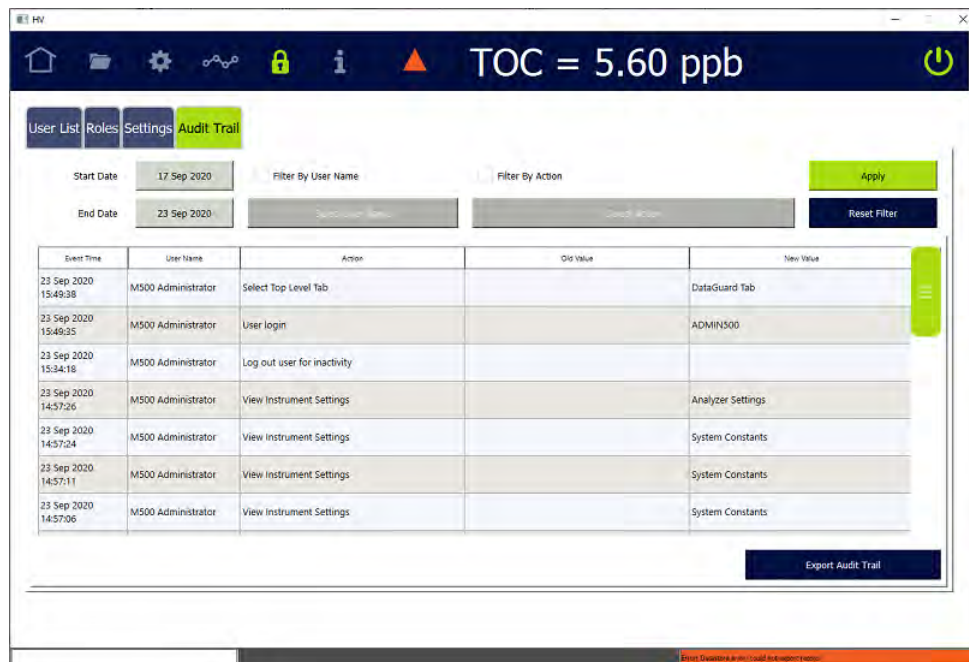 HV
TOC = 5.60 ppb
User List Roles Settings Audit Trail
Start Date 17 Sep 2020 Filter By User Name Filter By Action Apply
End Date 23 Sep 2020 Reset Filter
Event Time User Name Action Old Value New Value
23 Sep 2020
15:49:38 M500 Administrator Select Top Level Tab DataGuard Tab
23 Sep 2020
15:49:35 M500 Administrator User login ADMIN500
23 Sep 2020
15:34:18 M500 Administrator Log out user for inactivity
23 Sep 2020
14:57:26 M500 Administrator View Instrument Settings Analyzer Settings
23 Sep 2020
14:57:24 M500 Administrator View Instrument Settings System Constants
23 Sep 2020
14:57:11 M500 Administrator View Instrument Settings System Constants
23 Sep 2020
14:57:06 M500 Administrator View Instrument Settings System Constants
Export Audit Trail